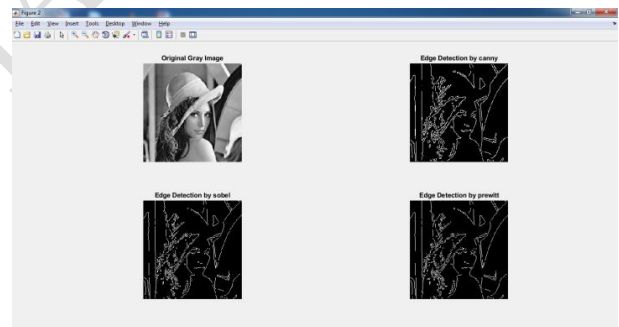 Figure 2
File Edit View Insert Tools Desktop Window Help
Original Gray Image
Edge Detection by canny
Edge Detection by sobel
Edge Detection by prewitt